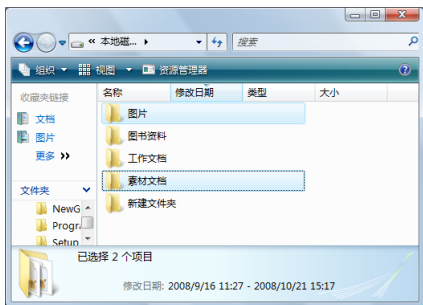 « 本地磁... ▸
搜索
组织 ▼ 视图 ▼ 资源管理器
收藏夹链接
文档
图片
更多 »
文件夹
NewG
Progra
Setup
名称 修改日期 类型 大小
图片
图书资料
工作文档
素材文档
新建文件夹
已选择 2 个项目
修改日期: 2008/9/16 11:27 - 2008/10/21 15:17